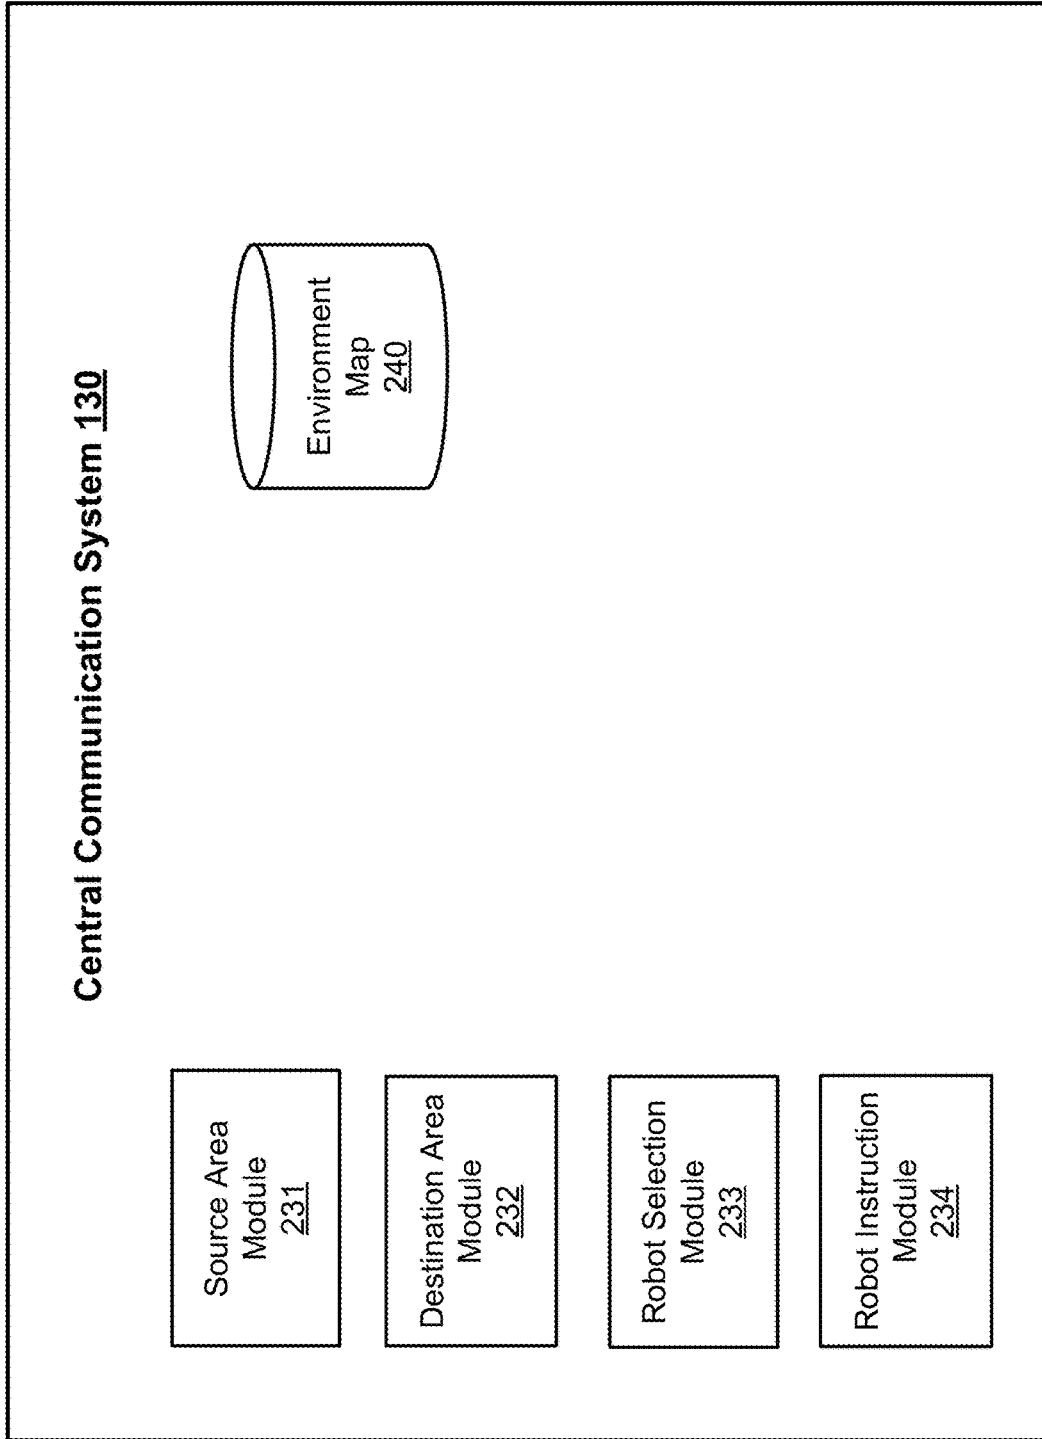 Central Communication System 130
Source Area
Module
231
Destination Area
Module
232
Robot Selection
Module
233
Robot Instruction
Module
234
Environment
Map
240